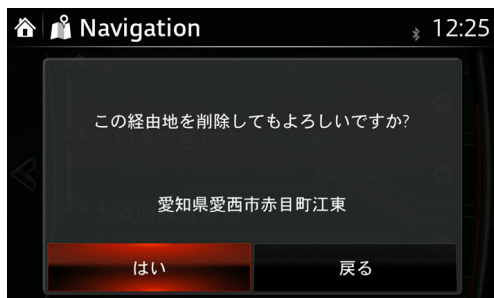 Navigation
12:25
この経由地を削除してもよろしいですか?
愛知県愛西市赤目町江東
はい
戻る